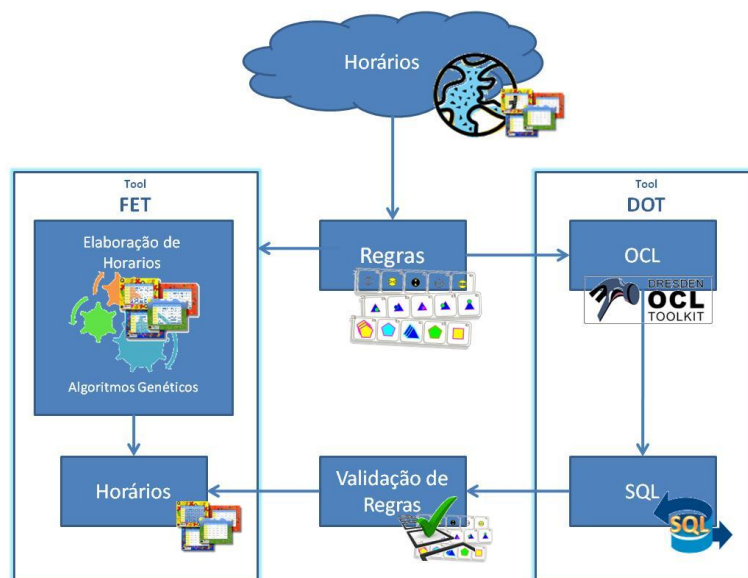 Horários
Tool
FET
Elaboração de
Horarios
Algoritmos Genéticos
Horários
Regras
Validação de
Regras
Tool
DOT
OCL
DRESDEN
OCL
TOOLKIT
SQL
SQL